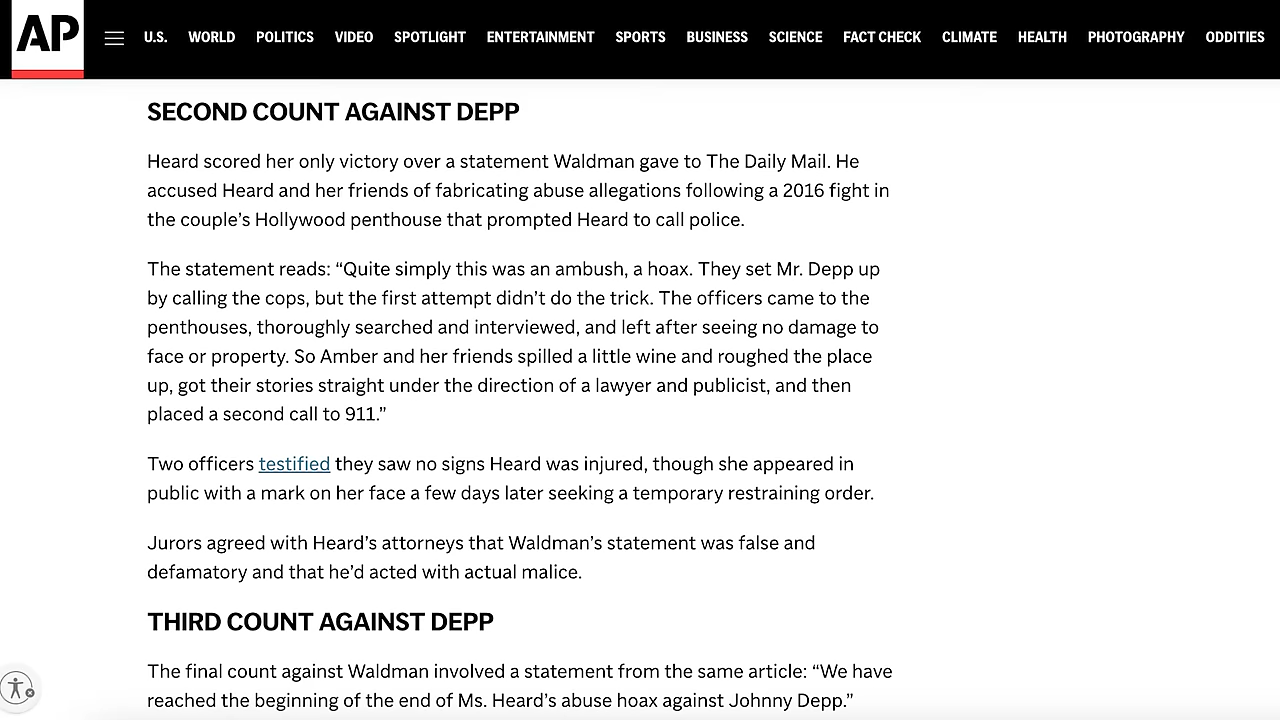 AP
U.S. WORLD POLITICS VIDEO SPOTLIGHT ENTERTAINMENT SPORTS BUSINESS SCIENCE FACT CHECK CLIMATE HEALTH PHOTOGRAPHY ODDITIES
SECOND COUNT AGAINST DEPP
Heard scored her only victory over a statement Waldman gave to The Daily Mail. He
accused Heard and her friends of fabricating abuse allegations following a 2016 fight in
the couple’s Hollywood penthouse that prompted Heard to call police.
The statement reads: “Quite simply this was an ambush, a hoax. They set Mr. Depp up
by calling the cops, but the first attempt didn’t do the trick. The officers came to the
penthouses, thoroughly searched and interviewed, and left after seeing no damage to
face or property. So Amber and her friends spilled a little wine and roughed the place
up, got their stories straight under the direction of a lawyer and publicist, and then
placed a second call to 911.”
Two officers testified they saw no signs Heard was injured, though she appeared in
public with a mark on her face a few days later seeking a temporary restraining order.
Jurors agreed with Heard’s attorneys that Waldman’s statement was false and
defamatory and that he’d acted with actual malice.
THIRD COUNT AGAINST DEPP
The final count against Waldman involved a statement from the same article: “We have
reached the beginning of the end of Ms. Heard’s abuse hoax against Johnny Depp.”